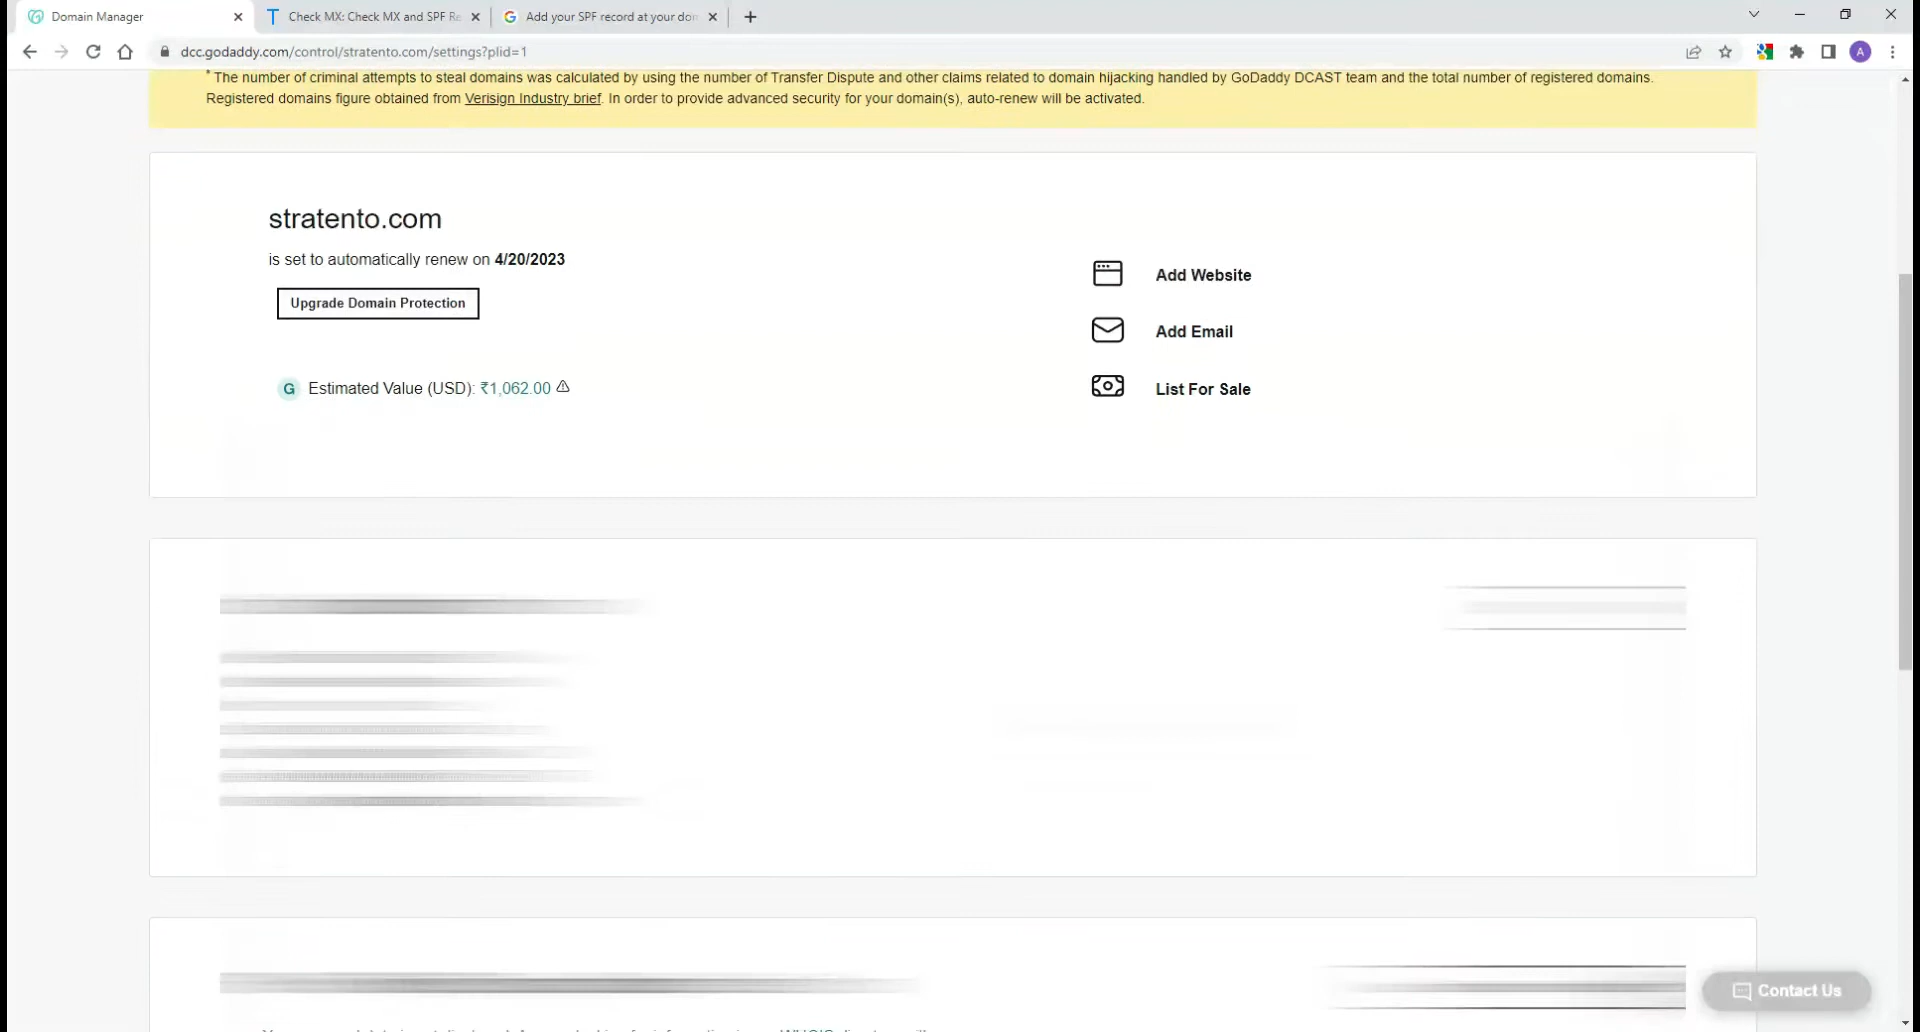 Domain Manager
Check MX: Check MX and SPF Re
Add your SPF record at your dom
dcc.godaddy.com/control/stratento.com/settings?plid=1
A
* The number of criminal attempts to steal domains was calculated by using the number of Transfer Dispute and other claims related to domain hijacking handled by GoDaddy DCAST team and the total number of registered domains.
Registered domains figure obtained from Verisign Industry brief. In order to provide advanced security for your domain(s), auto-renew will be activated.
stratento.com
is set to automatically renew on 4/20/2023
Upgrade Domain Protection
G Estimated Value (USD): ₹1,062.00
Add Website
Add Email
List For Sale
Contact Us